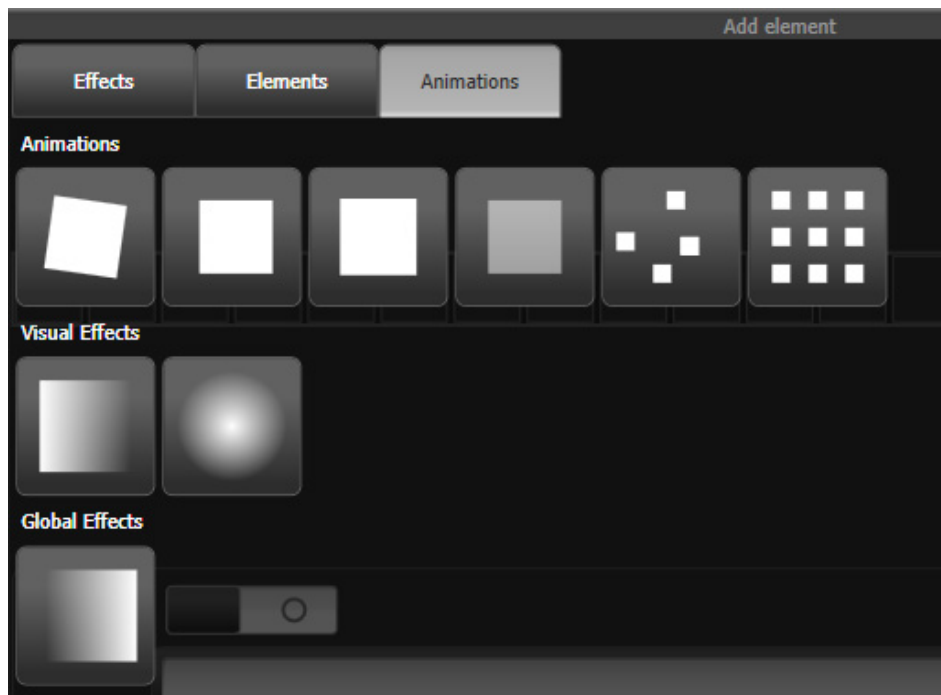 Add element
Effects
Elements
Animations
Animations
Visual Effects
Global Effects